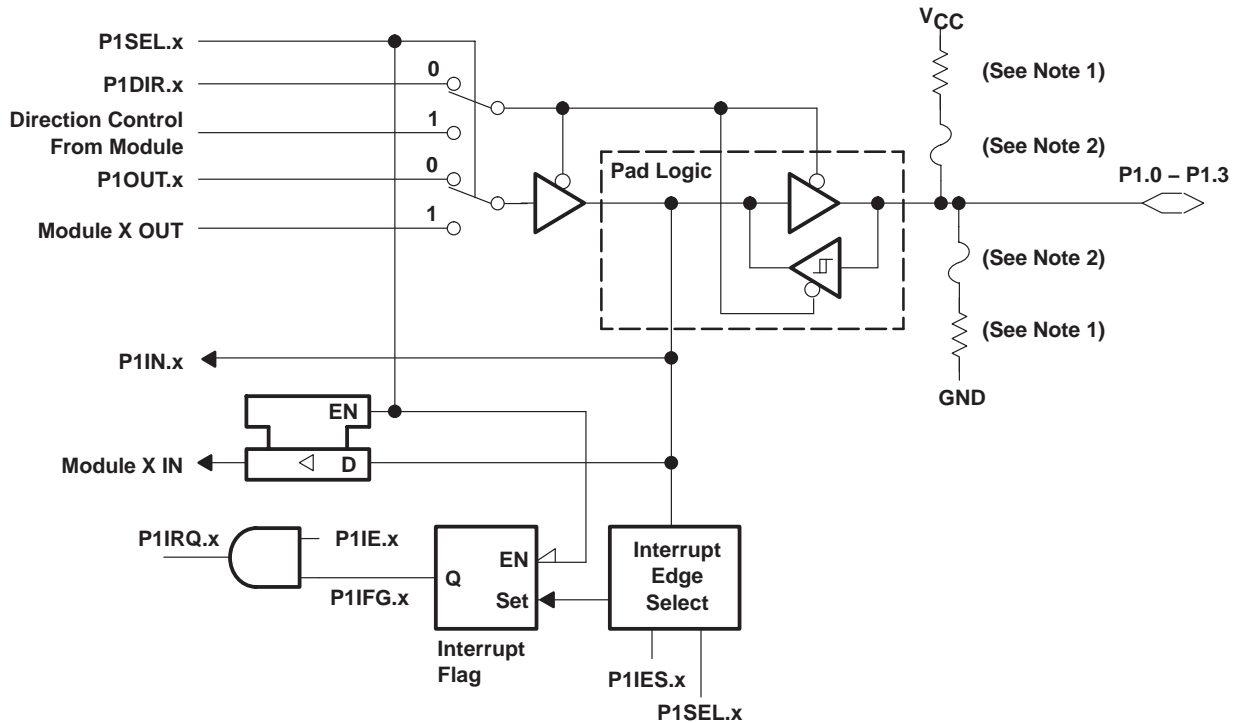 VCC
P1SEL.x
0
P1DIR.x
(See Note 1)
Direction Control
From Module
1
Pad Logic
(See Note 2)
0
P1OUT.x
P1.0 – P1.3
1
Module X OUT
(See Note 2)
(See Note 1)
P1IN.x
GND
EN
Module X IN
D
P1IRQ.x
P1IE.x
P1IFG.x
Q
EN
Set
Interrupt
Edge
Select
Interrupt
Flag
P1IES.x
P1SEL.x